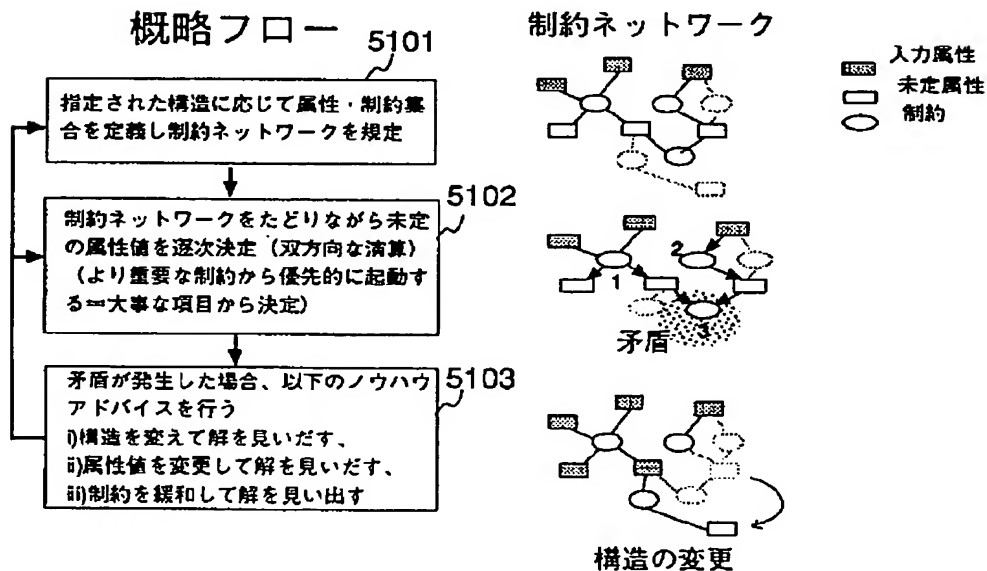 概略フロー
5101
指定された構造に応じて属性・制約集
合を定義し制約ネットワークを規定
5102
制約ネットワークをたどりながら未定
の属性値を逐次決定（双方向な演算）
（より重要な制約から優先的に起動す
る＝大事な項目から決定）
5103
矛盾が発生した場合、以下のノウハウ
アドバイスを行う
i)構造を変えて解を見いだす、
ii)属性値を変更して解を見いだす、
iii)制約を緩和して解を見い出す
制約ネットワーク
入力属性
未定属性
制約
1
2
3
矛盾
構造の変更